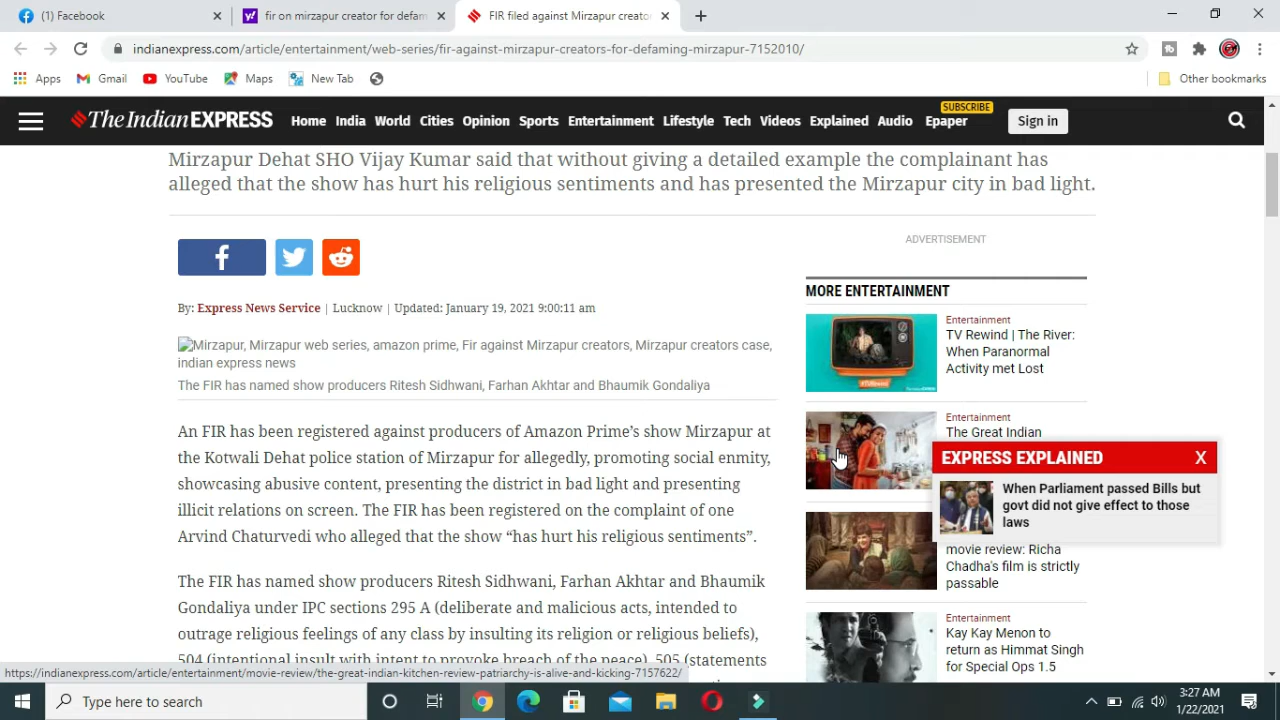 (2) Facebook
fir on mirzapur creator for defam
FIR filed against Mirzapur creato
indianexpress.com/article/entertainment/web-series/fir-against-mirzapur-creators-for-defaming-mirzapur-7152010/
Apps
Gmail
YouTube
Maps
New Tab
Other bookmarks
The Indian EXPRESS
Home
India
World
Cities
Opinion
Sports
Entertainment
Lifestyle
Tech
Videos
Explained
Audio
Epaper
SUBSCRIBE
Sign in
Mirzapur Dehat SHO Vijay Kumar said that without giving a detailed example the complainant has
alleged that the show has hurt his religious sentiments and has presented the Mirzapur city in bad light.
By: Express News Service | Lucknow | Updated: January 19, 2021 9:00:11 am
Mirzapur, Mirzapur web series, amazon prime, Fir against Mirzapur creators, Mirzapur creators case,
indian express news
The FIR has named show producers Ritesh Sidhwani, Farhan Akhtar and Bhaumik Gondaliya
An FIR has been registered against producers of Amazon Prime’s show Mirzapur at
the Kotwali Dehat police station of Mirzapur for allegedly, promoting social enmity,
showcasing abusive content, presenting the district in bad light and presenting
illicit relations on screen. The FIR has been registered on the complaint of one
Arvind Chaturvedi who alleged that the show “has hurt his religious sentiments”.
The FIR has named show producers Ritesh Sidhwani, Farhan Akhtar and Bhaumik
Gondaliya under IPC sections 295 A (deliberate and malicious acts, intended to
outrage religious feelings of any class by insulting its religion or religious beliefs),
504 (intentional insult with intent to provoke breach of the peace), 505 (statements
ADVERTISEMENT
MORE ENTERTAINMENT
Entertainment
TV Rewind | The River:
When Paranormal
Activity met Lost
Entertainment
The Great Indian
EXPRESS EXPLAINED
X
When Parliament passed Bills but
govt did not give effect to those
laws
movie review: Richa
Chadha's film is strictly
passable
Entertainment
Kay Kay Menon to
return as Himmat Singh
for Special Ops 1.5
https://indianexpress.com/article/entertainment/movie-review/the-great-indian-kitchen-review-patriarchy-is-alive-and-kicking-7157622/
Type here to search
3:27 AM
1/22/2021